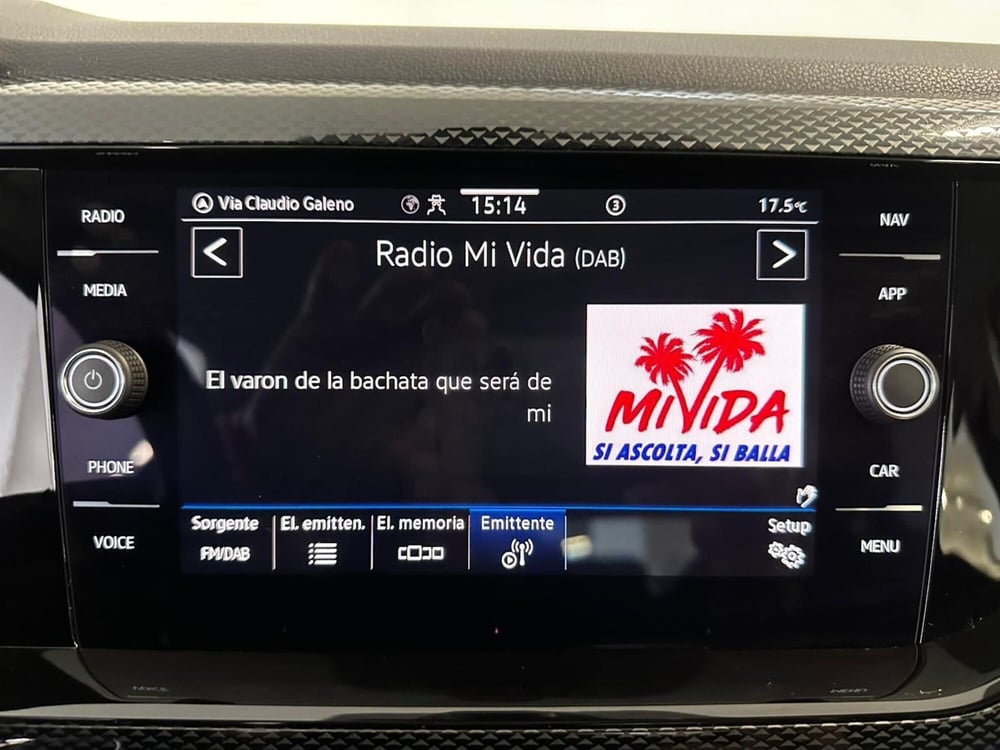 Via Claudio Galeno
15:14
3
17.5°C
RADIO
NAV
<
Radio Mi Vida (DAB)
>
MEDIA
APP
El varon de la bachata que será de
mi
MIVIDA
SI ASCOLTA, SI BALLA
PHONE
CAR
Sorgente
El. emitten.
El. memoria
Emittente
Setup
FM/DAB
VOICE
MENU